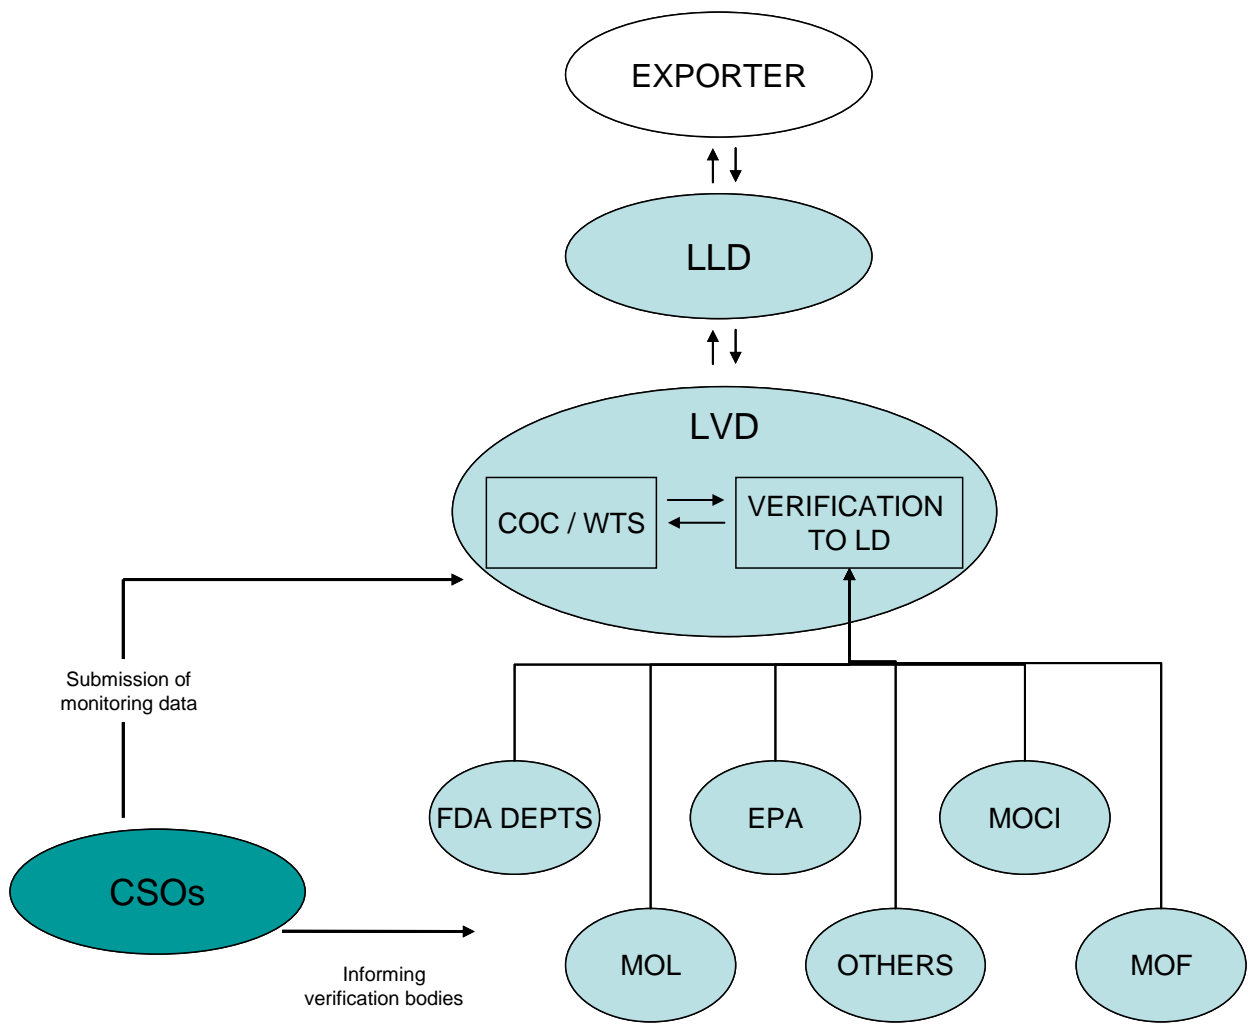 EXPORTER
LLD
LVD
COC / WTS
VERIFICATION
TO LD
Submission of
monitoring data
FDA DEPTS
EPA
MOCI
CSOs
MOL
OTHERS
MOF
Informing
verification bodies